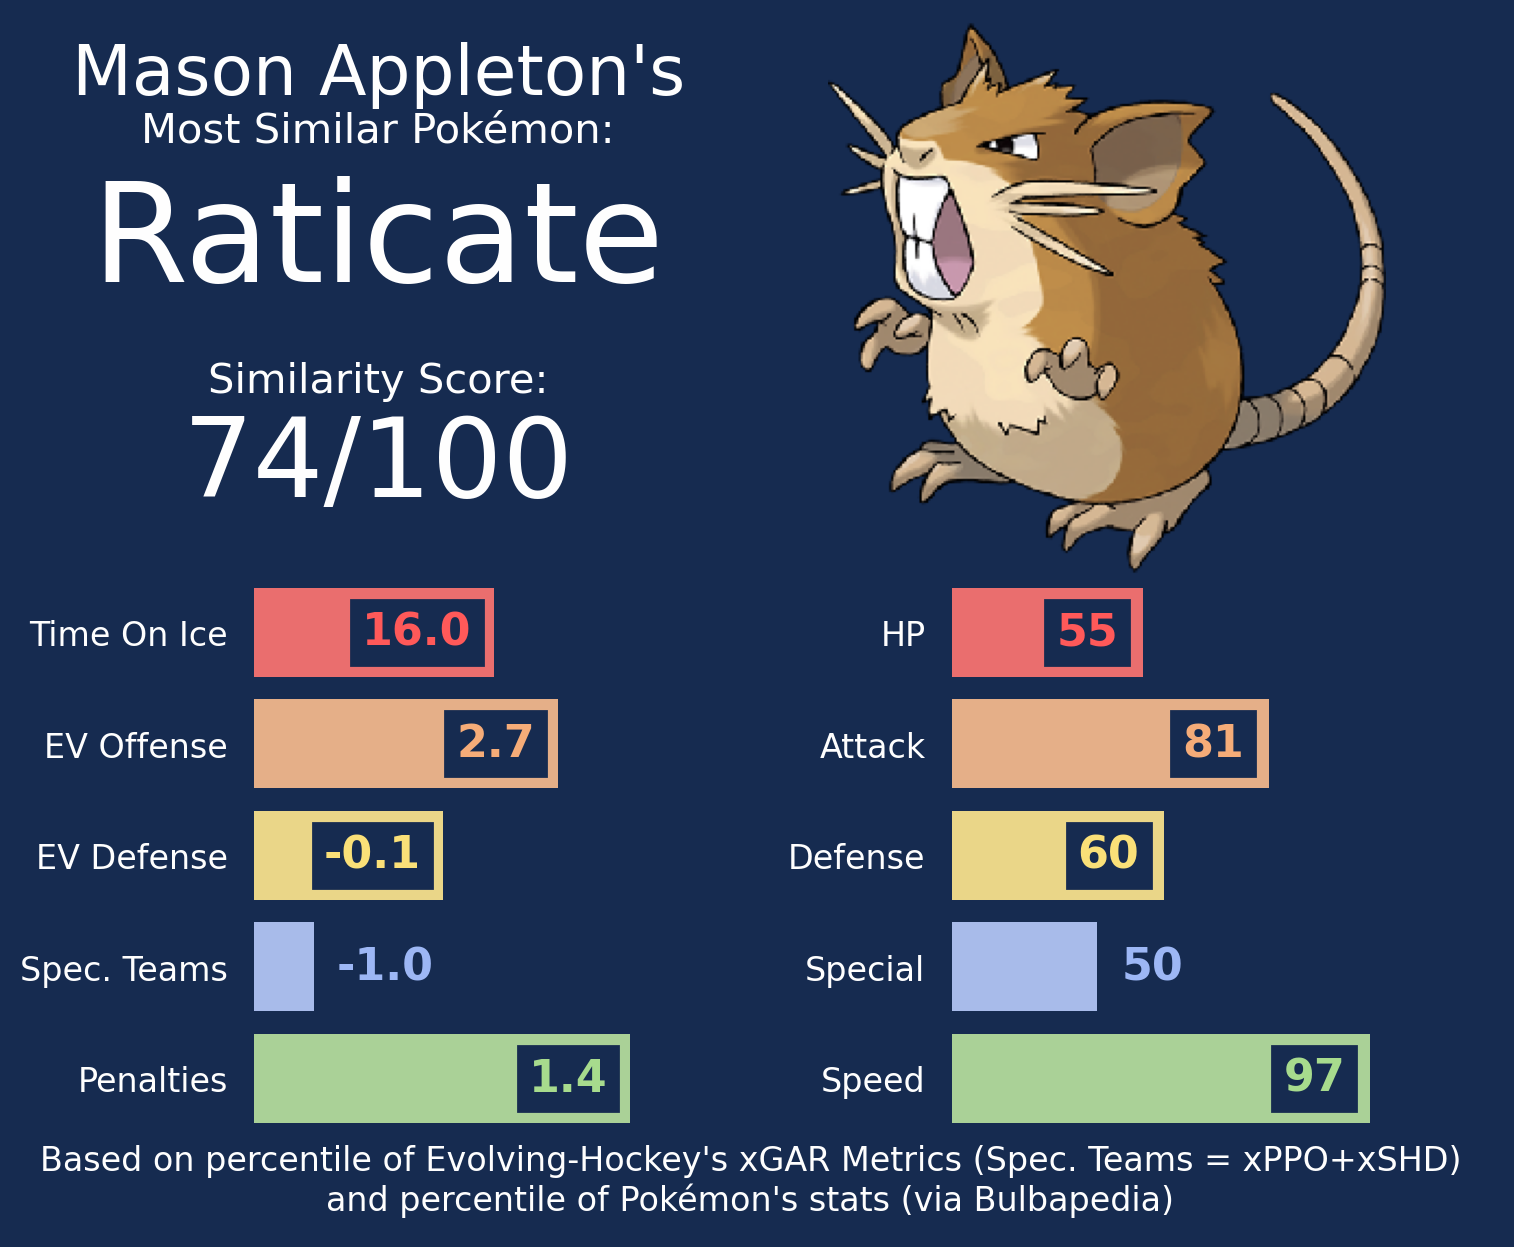 Mason Appleton's
Most Similar Pokémon:
Raticate
Similarity Score:
74/100
Time On Ice 16.0
EV Offense 2.7
EV Defense -0.1
Spec. Teams -1.0
Penalties 1.4
HP 55
Attack 81
Defense 60
Special 50
Speed 97
Based on percentile of Evolving-Hockey's xGAR Metrics (Spec. Teams = xPPO+xSHD)
and percentile of Pokémon's stats (via Bulbapedia)